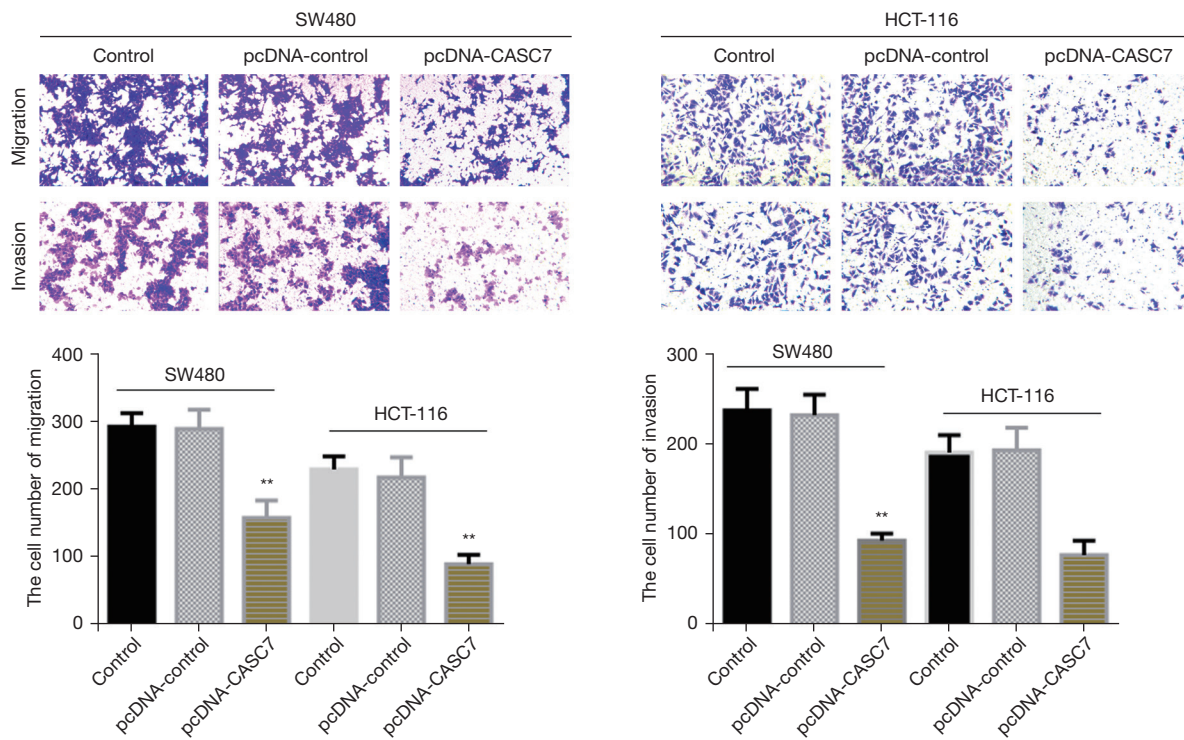 SW480
HCT-116
Control
pcDNA-control
pcDNA-CASC7
Control
pcDNA-control
pcDNA-CASC7
Migration
Invasion
The cell number of migration
400
300
200
100
0
SW480
HCT-116
**
**
Control
pcDNA-control
pcDNA-CASC7
Control
pcDNA-control
pcDNA-CASC7
The cell number of invasion
300
200
100
0
SW480
HCT-116
**
Control
pcDNA-control
pcDNA-CASC7
Control
pcDNA-control
pcDNA-CASC7